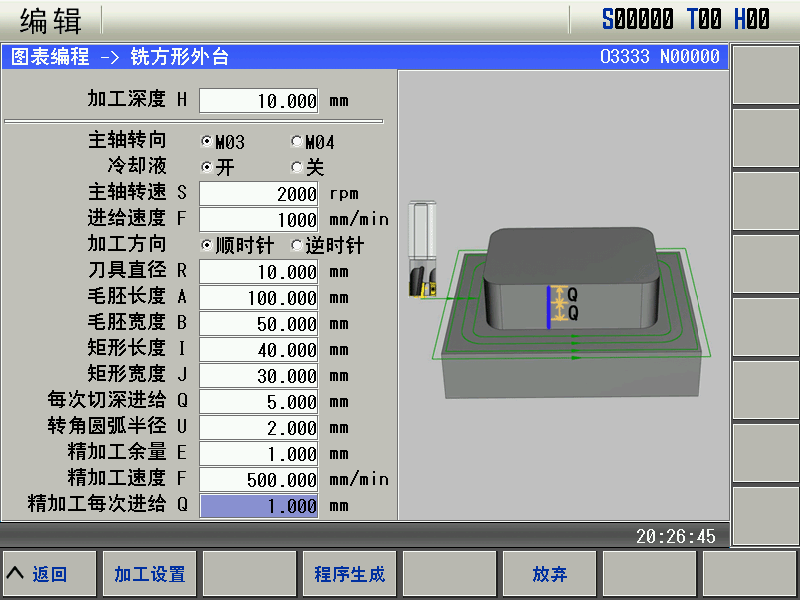 编辑 S00000 T00 H00
图表编程 -> 铣方形外台 O3333 N00000
加工深度 H 10.000 mm
主轴转向 M03 M04
冷却液 开 关
主轴转速 S 2000 rpm
进给速度 F 1000 mm/min
加工方向 顺时针 逆时针
刀具直径 R 10.000 mm
毛胚长度 A 100.000 mm
毛胚宽度 B 50.000 mm
矩形长度 I 40.000 mm
矩形宽度 J 30.000 mm
每次切深进给 Q 5.000 mm
转角圆弧半径 U 2.000 mm
精加工余量 E 1.000 mm
精加工速度 F 500.000 mm/min
精加工每次进给 Q 1.000 mm
Q
Q
20:26:45
返回 加工设置 程序生成 放弃